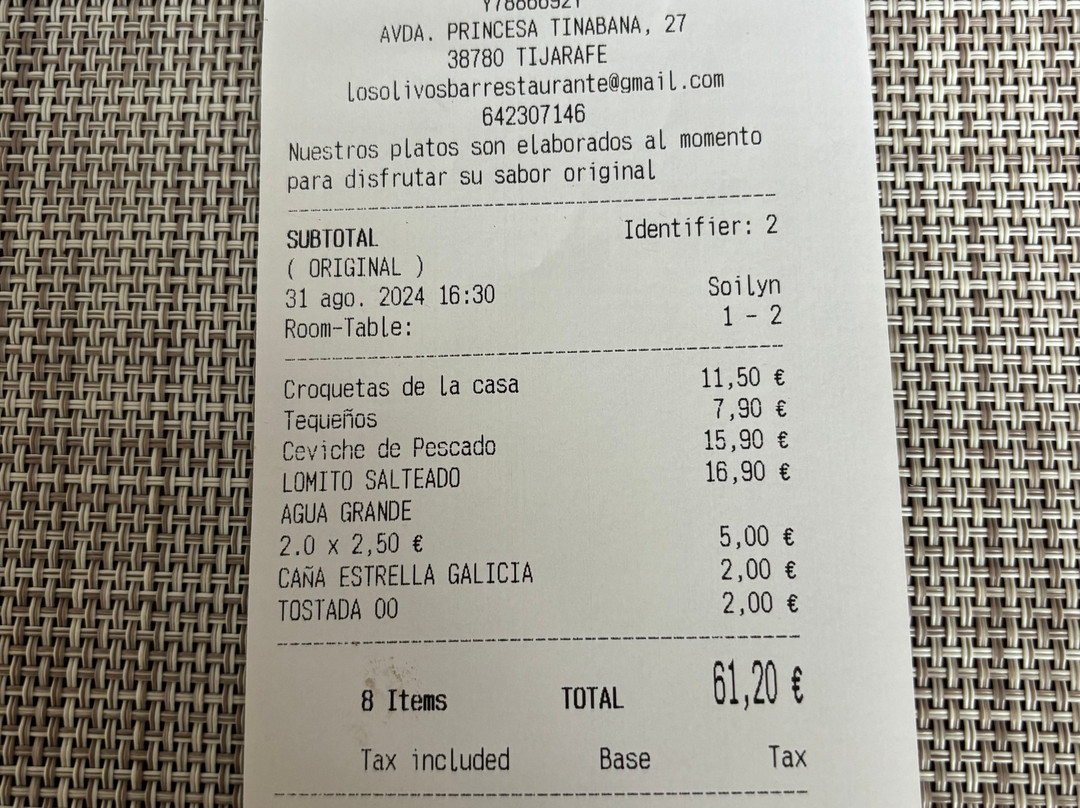 AVDA. PRINCESA TINABANA, 27
38780 TIJARAFE
losolivosbarrestaurante@gmail.com
642307146
Nuestros platos son elaborados al momento
para disfrutar su sabor original
SUBTOTAL Identifier: 2
( ORIGINAL )
31 ago. 2024 16:30 Soilyn
Room-Table: 1 - 2
Croquetas de la casa 11,50 €
Tequeños 7,90 €
Ceviche de Pescado 15,90 €
LOMITO SALTEADO 16,90 €
AGUA GRANDE
2.0 x 2,50 € 5,00 €
CAÑA ESTRELLA GALICIA 2,00 €
TOSTADA 00 2,00 €
8 Items TOTAL 61,20 €
Tax included Base Tax